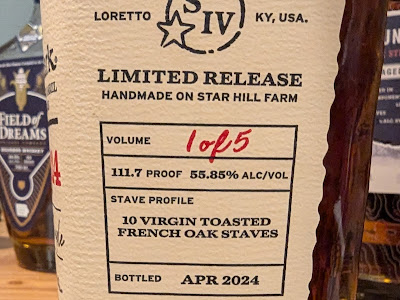 S IV
LORETTO KY, USA.
LIMITED RELEASE
HANDMADE ON STAR HILL FARM
VOLUME 1 of 5
111.7 PROOF 55.85% ALC/VOL
STAVE PROFILE
10 VIRGIN TOASTED
FRENCH OAK STAVES
BOTTLED APR 2024
FIELD of
DREAMS